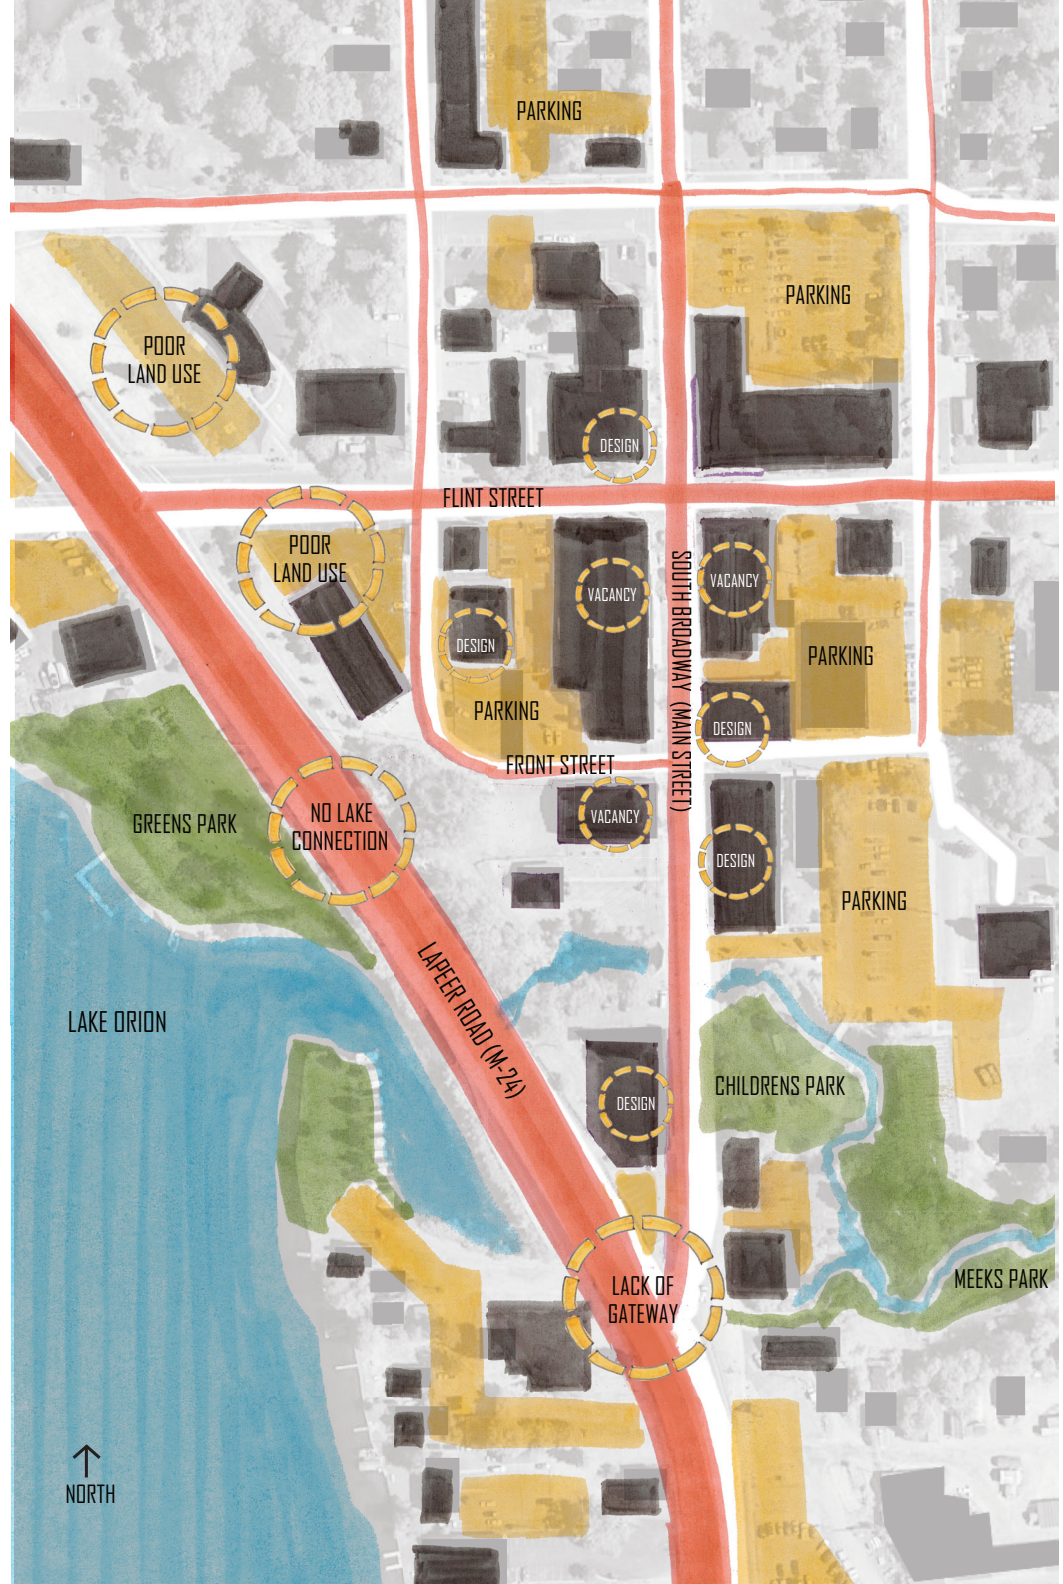 PARKING
PARKING
POOR
LAND USE
DESIGN
FLINT STREET
POOR
LAND USE
VACANCY
VACANCY
SOUTH BROADWAY (MAIN STREET)
DESIGN
PARKING
PARKING
DESIGN
FRONT STREET
NO LAKE
CONNECTION
GREENS PARK
VACANCY
DESIGN
PARKING
LAPEER ROAD (M-24)
LAKE ORION
CHILDRENS PARK
DESIGN
MEEKS PARK
LACK OF
GATEWAY
NORTH